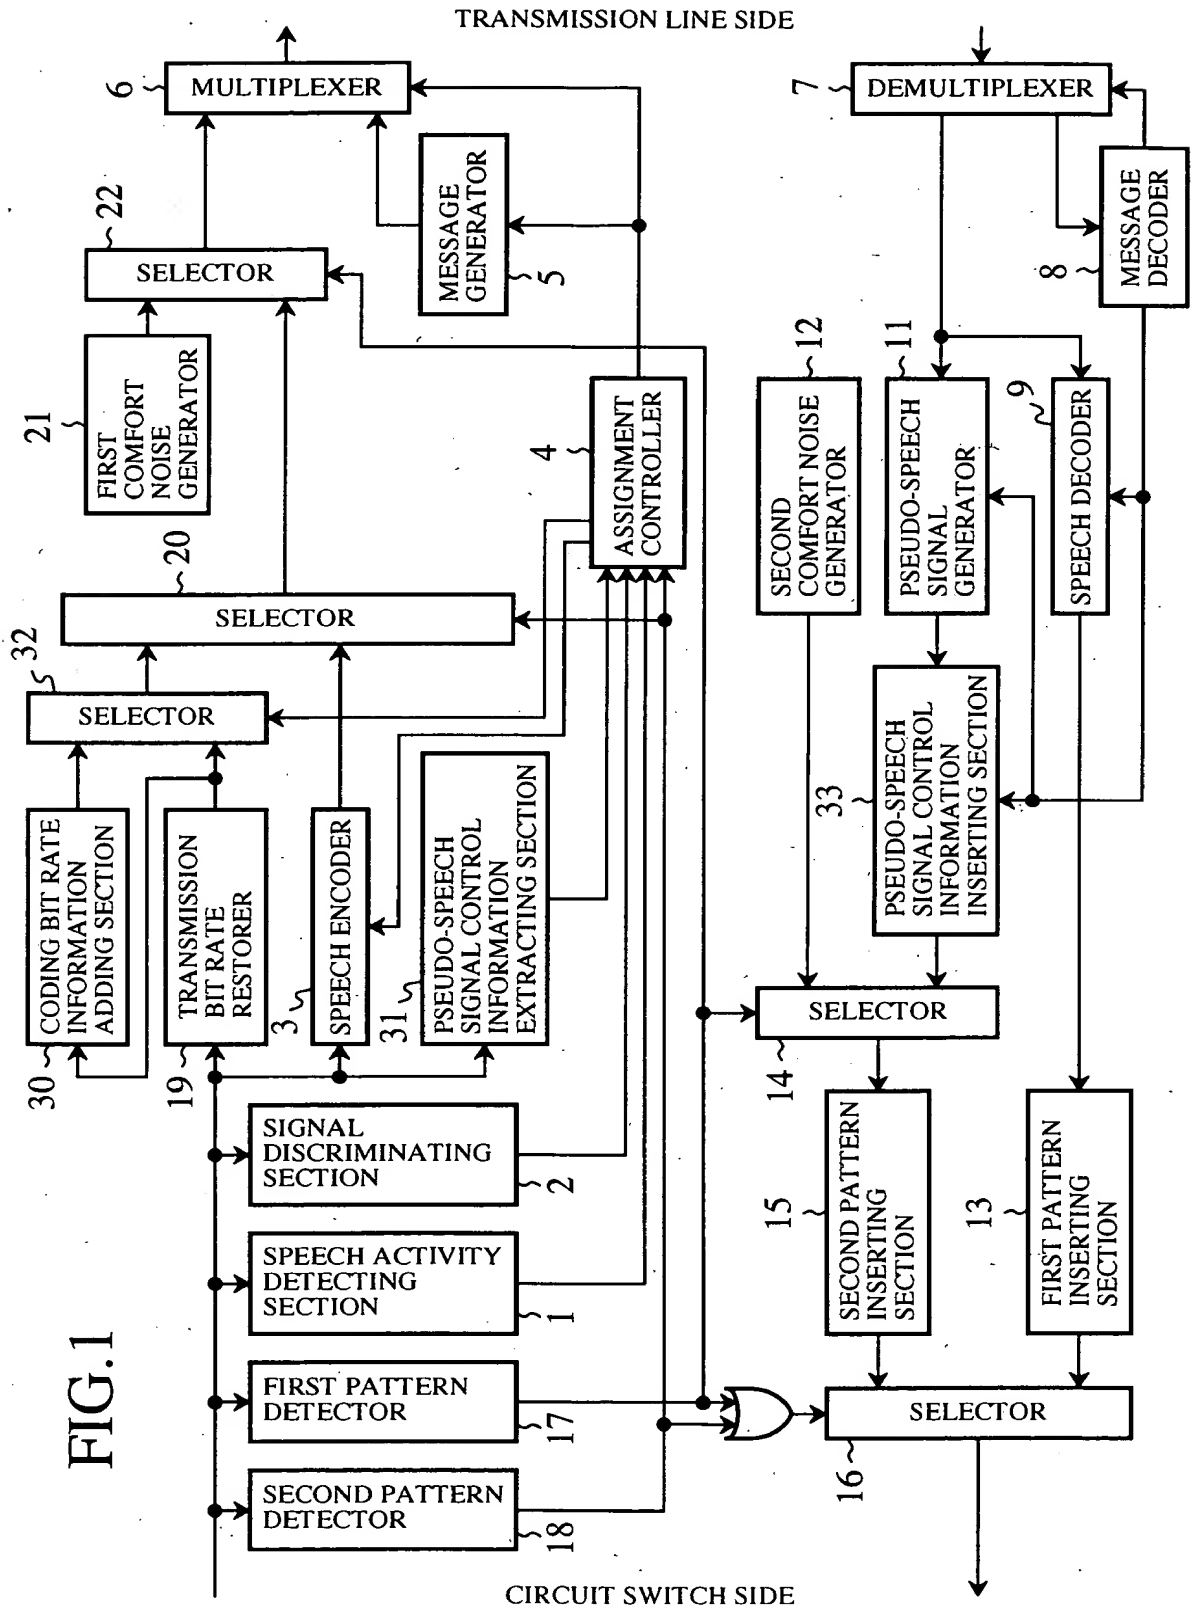 TRANSMISSION LINE SIDE
6
MULTIPLEXER
7
DEMULTIPLEXER
22
SELECTOR
MESSAGE
GENERATOR
5
MESSAGE
DECODER
8
21
FIRST
COMFORT
NOISE
GENERATOR
4
ASSIGNMENT
CONTROLLER
12
SECOND
COMFORT NOISE
GENERATOR
11
PSEUDO-SPEECH
SIGNAL
GENERATOR
9
SPEECH DECODER
20
SELECTOR
32
SELECTOR
30
CODING BIT RATE
INFORMATION
ADDING SECTION
19
TRANSMISSION
BIT RATE
RESTORER
3
SPEECH ENCODER
31
PSEUDO-SPEECH
SIGNAL CONTROL
INFORMATION
EXTRACTING SECTION
33
PSEUDO-SPEECH
SIGNAL CONTROL
INFORMATION
INSERTING SECTION
SELECTOR
14
SIGNAL
DISCRIMINATING
SECTION
2
SPEECH ACTIVITY
DETECTING
SECTION
1
15
SECOND PATTERN
INSERTING
SECTION
13
FIRST PATTERN
INSERTING
SECTION
FIG.1
FIRST PATTERN
DETECTOR
17
SELECTOR
16
SECOND PATTERN
DETECTOR
18
CIRCUIT SWITCH SIDE